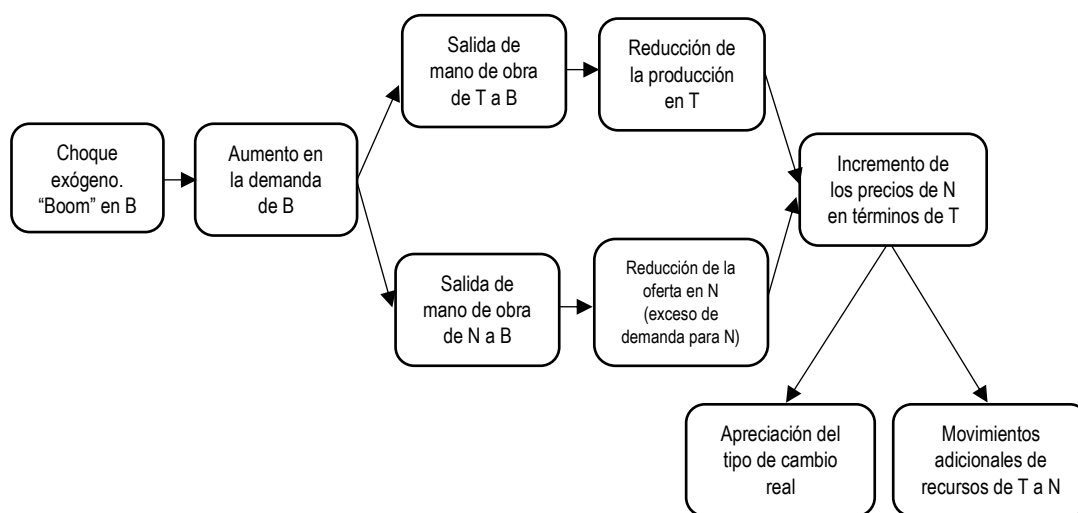 Choque
exógeno.
“Boom” en B
Aumento en
la demanda
de B
Salida de
mano de obra
de T a B
Reducción de
la producción
en T
Salida de
mano de obra
de N a B
Reducción de la
oferta en N
(exceso de
demanda para N)
Incremento de
los precios de N
en términos de T
Apreciación del
tipo de cambio
real
Movimientos
adicionales de
recursos de T a N